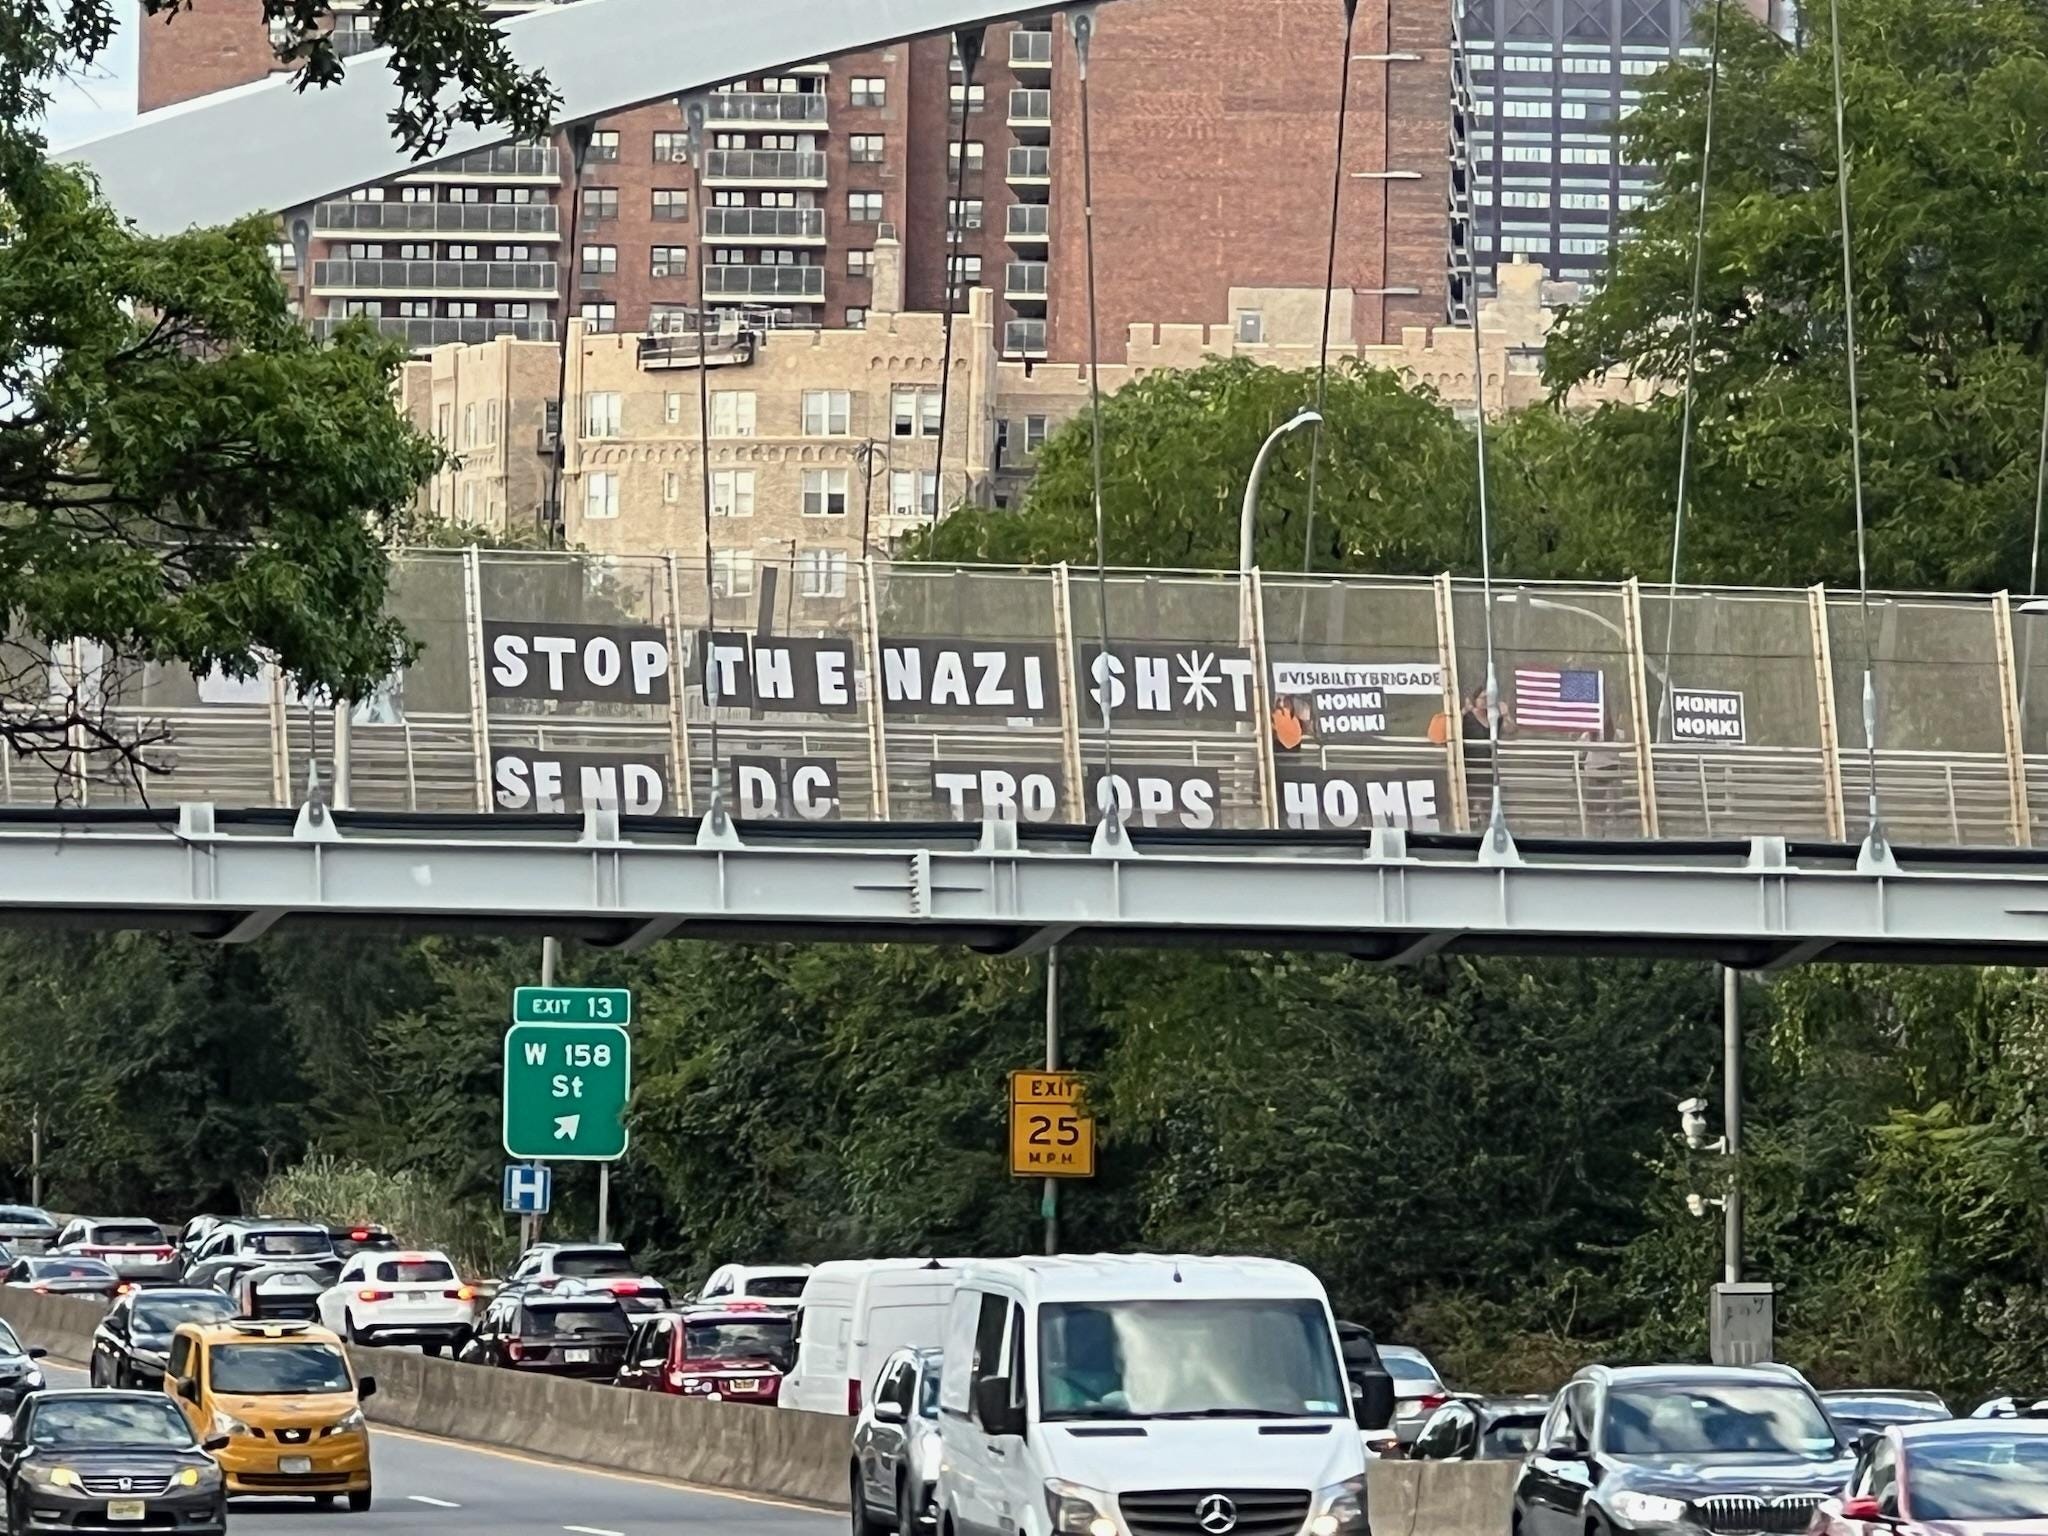 STOP THE NAZI SH*T
#VISIBILITYBRIGADE
HONK!
HONK!
HONK!
HONK!
SEND DC TROOPS HOME
EXIT 13
W 158
St
H
EXIT
25
M.P.H.